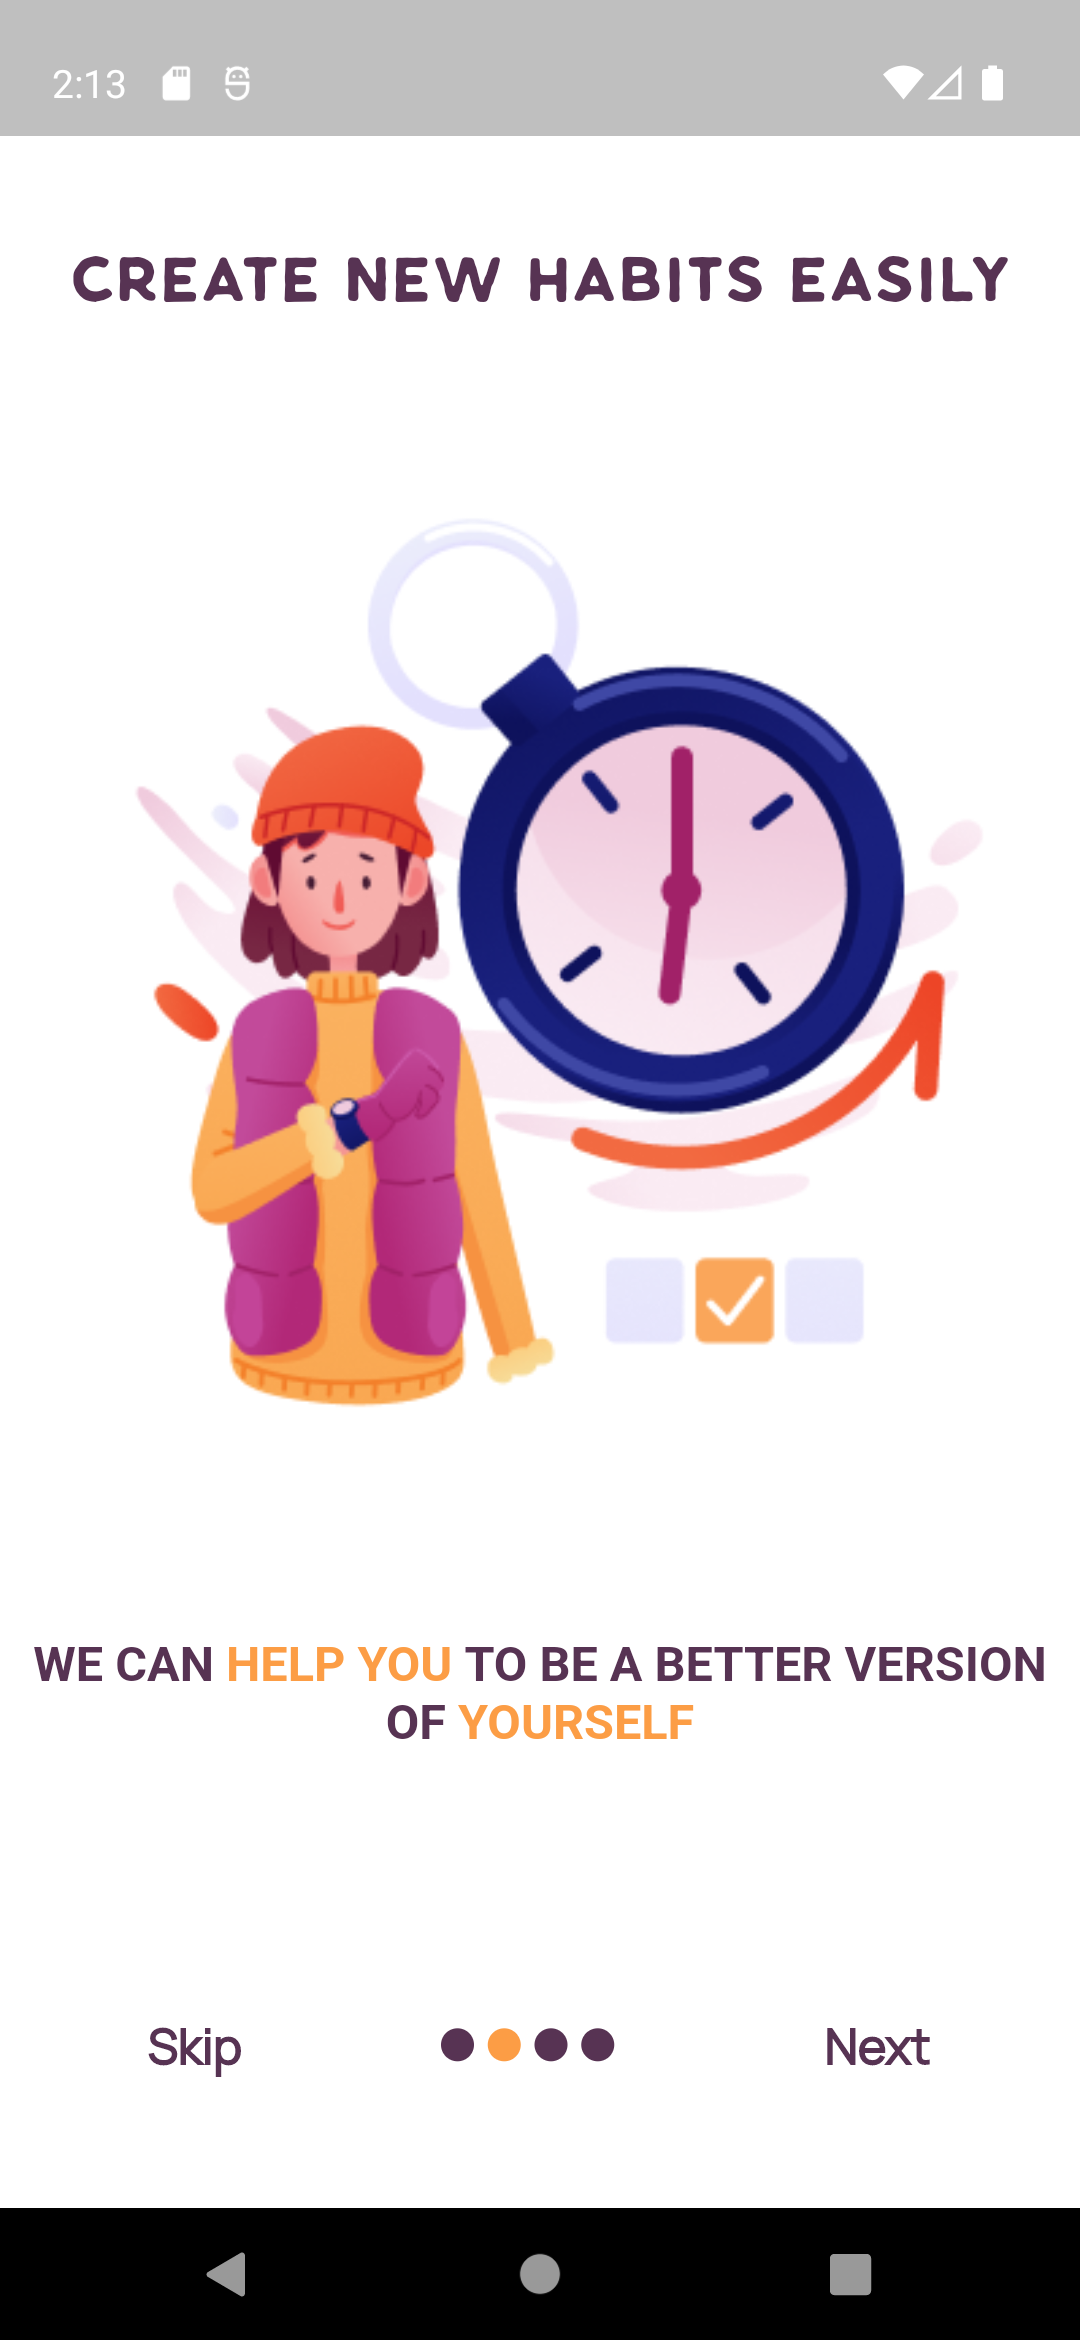 2:13
CREATE NEW HABITS EASILY
WE CAN HELP YOU TO BE A BETTER VERSION
OF YOURSELF
Skip
Next